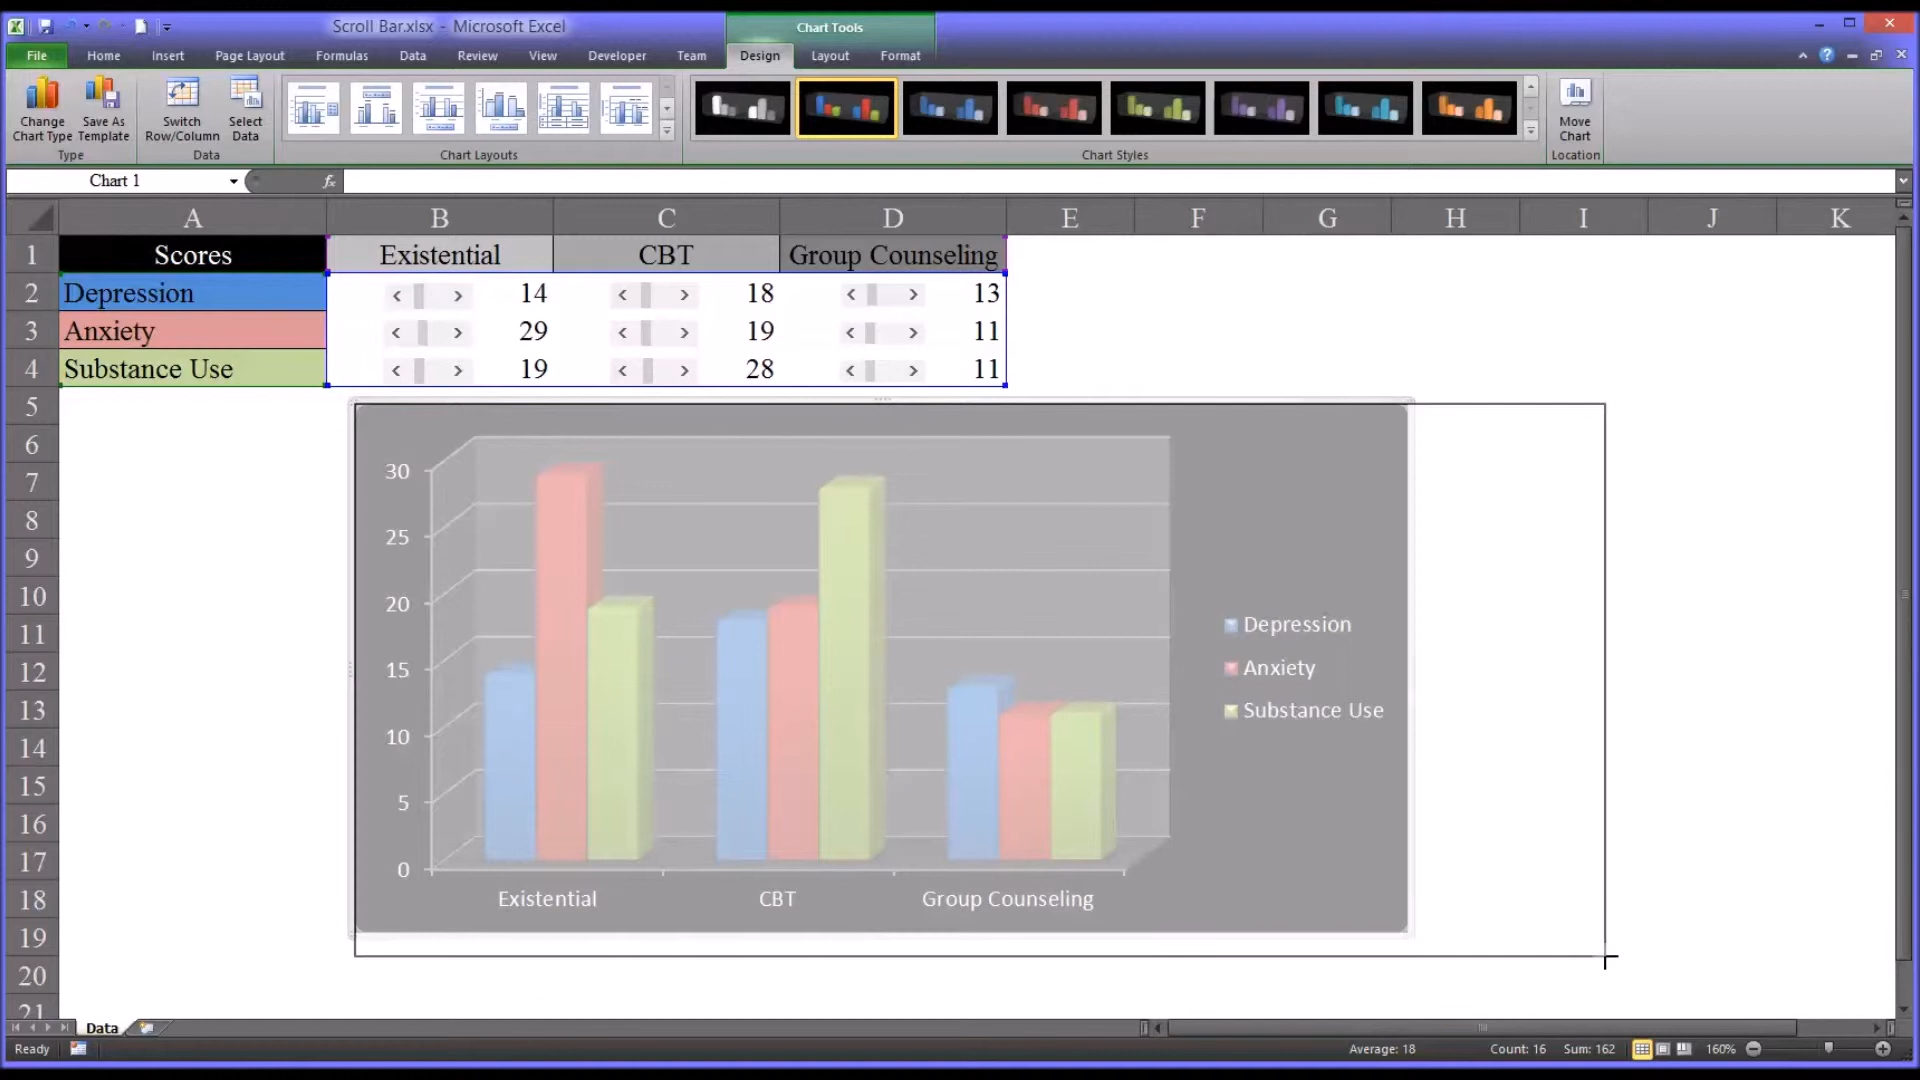 Scroll Bar.xlsx - Microsoft Excel
Chart Tools
File Home Insert Page Layout Formulas Data Review View Developer Team Design Layout Format
Change Chart Type
Save As Template
Switch Row/Column
Select Data
Move Chart
Type Data Chart Layouts Chart Styles Location
Chart 1 fx
A B C D E F G H I J K
1 Scores Existential CBT Group Counseling
2 Depression 14 18 13
3 Anxiety 29 19 11
4 Substance Use 19 28 11
5
6
7
8
9
10
11
12
13
14
15
16
17
18
19
20
21
30
25
20
15
10
5
0
Existential CBT Group Counseling
Depression
Anxiety
Substance Use
Data
Ready Average: 18 Count: 16 Sum: 162 160%